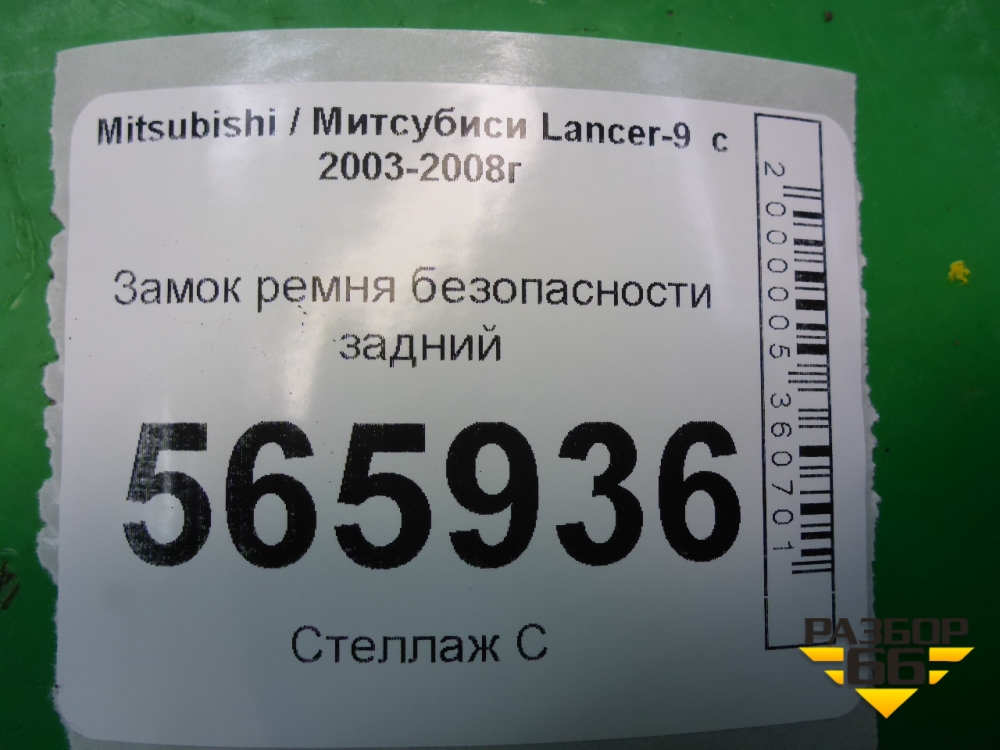 Mitsubishi / Митсубиси Lancer-9 с
2003-2008г
Замок ремня безопасности
задний
565936
Стеллаж С
2000005360701
РАЗБОР
66